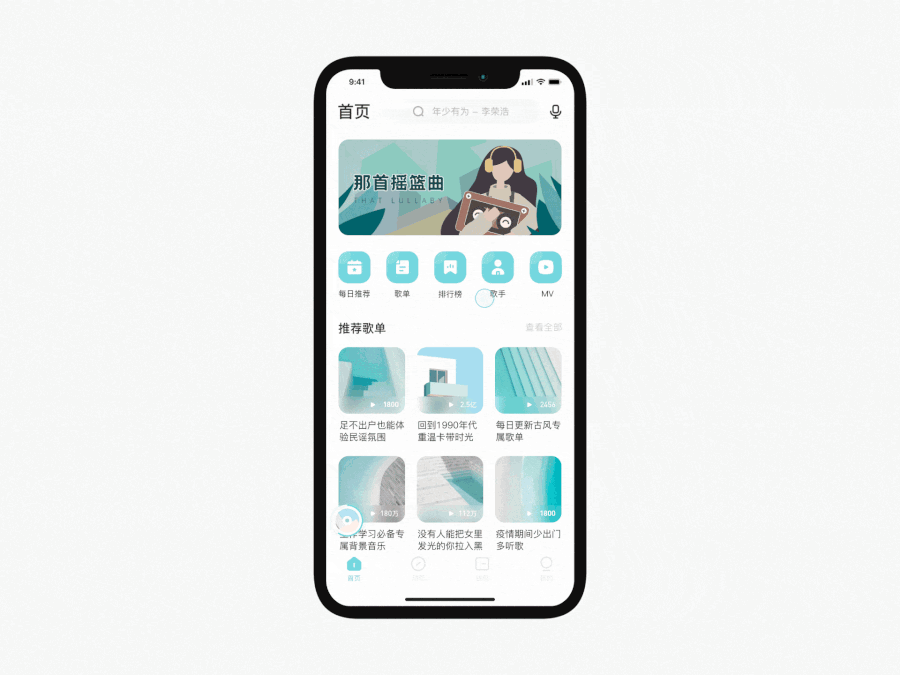 9:41
首页
年少有为 - 李荣浩
那首摇篮曲
THAT LULLABY
每日推荐
歌单
排行榜
歌手
MV
推荐歌单
查看全部
1800
2.5亿
2464
足不出户也能体
验民谣氛围
回到1990年代
重温卡带时光
每日更新古风专
属歌单
180万
112万
1800
学习必备专
属背景音乐
没有人能把女里
发光的你拉入黑
疫情期间少出门
多听歌
首页